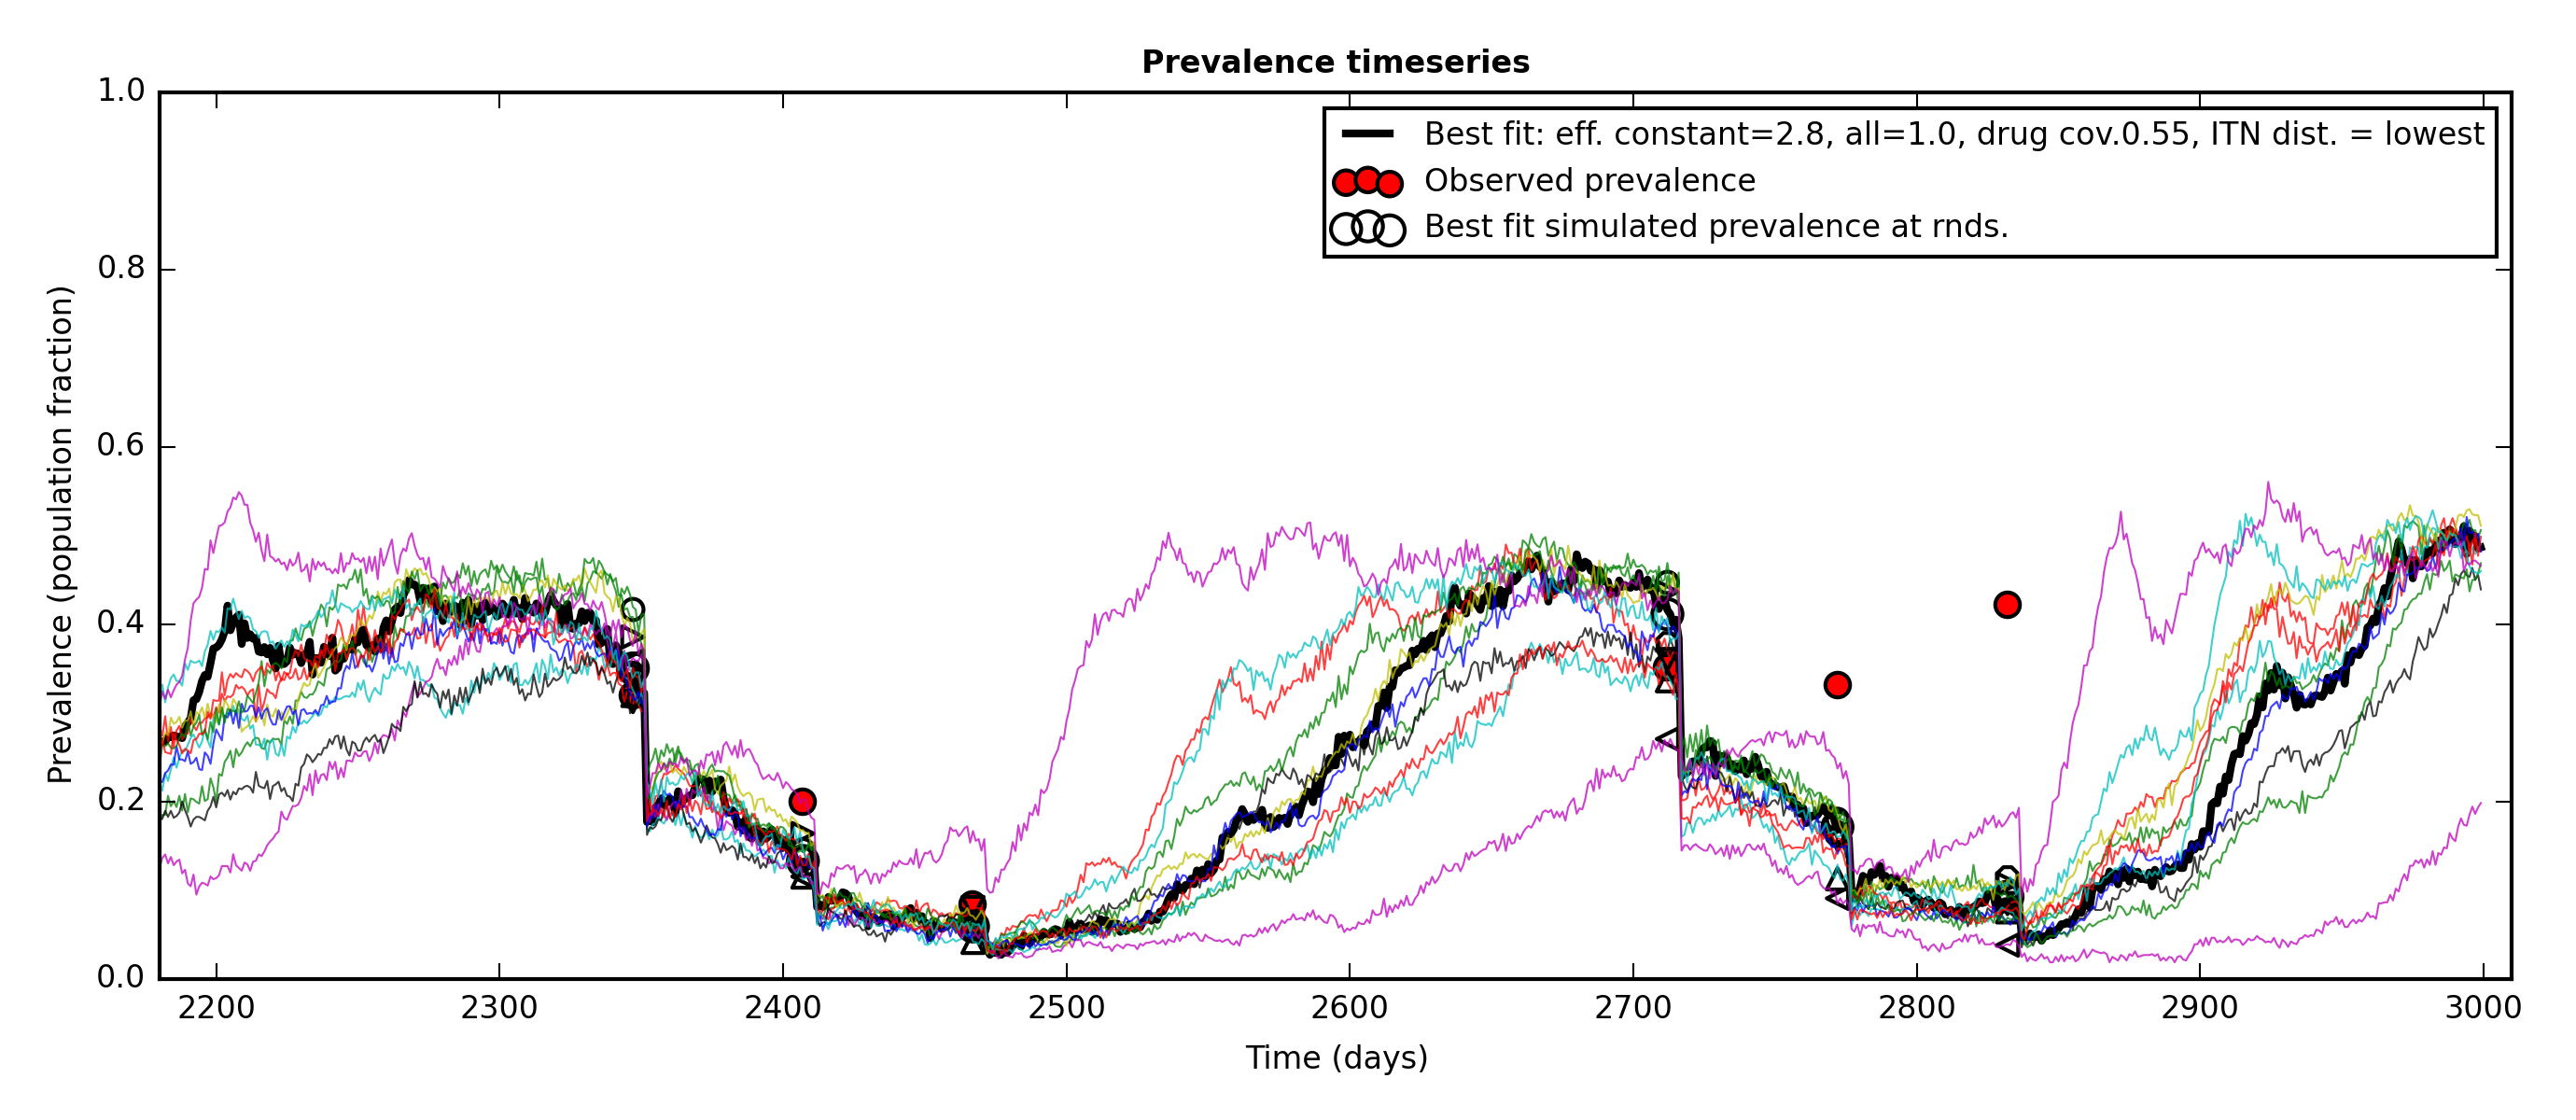 Prevalence timeseries
Best fit: eff. constant=2.8, all=1.0, drug cov.0.55, ITN dist. = lowest
Observed prevalence
Best fit simulated prevalence at rnds.
Prevalence (population fraction)
1.0
0.8
0.6
0.4
0.2
0.0
2200 2300 2400 2500 2600 2700 2800 2900 3000
Time (days)